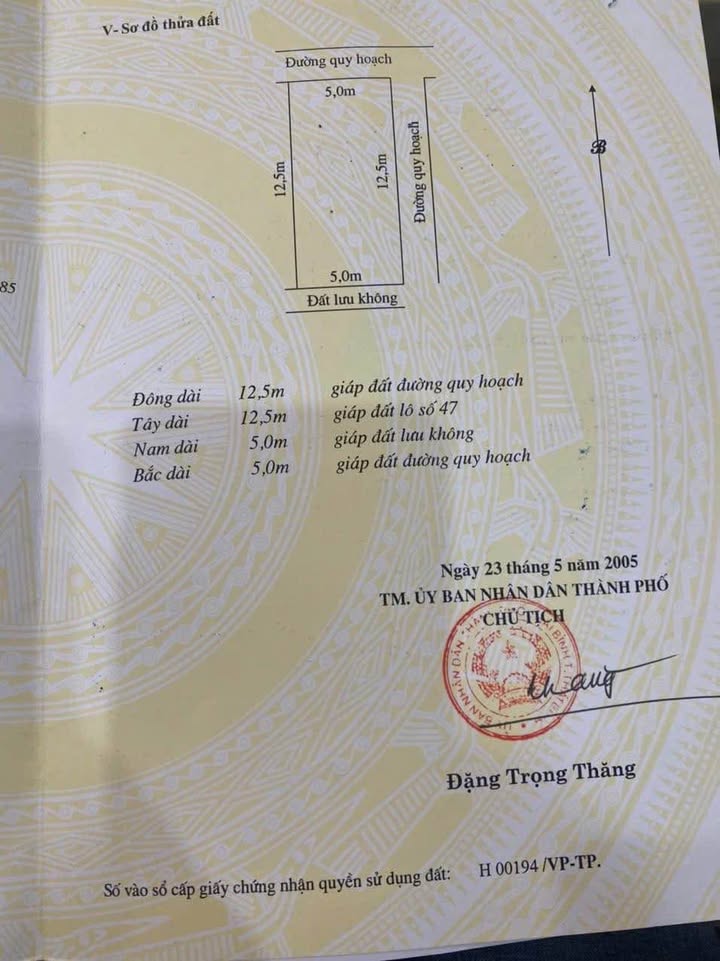 V- Sơ đồ thửa đất
Đường quy hoạch
5,0m
12,5m
12,5m
Đường quy hoạch
B
5,0m
Đất lưu không
85
Đông dài 12,5m giáp đất đường quy hoạch
Tây dài 12,5m giáp đất lô số 47
Nam dài 5,0m giáp đất lưu không
Bắc dài 5,0m giáp đất đường quy hoạch
Ngày 23 tháng 5 năm 2005
TM. ỦY BAN NHÂN DÂN THÀNH PHỐ
CHỦ TỊCH
Đặng Trọng Thăng
Số vào sổ cấp giấy chứng nhận quyền sử dụng đất: H 00194 /VP-TP.